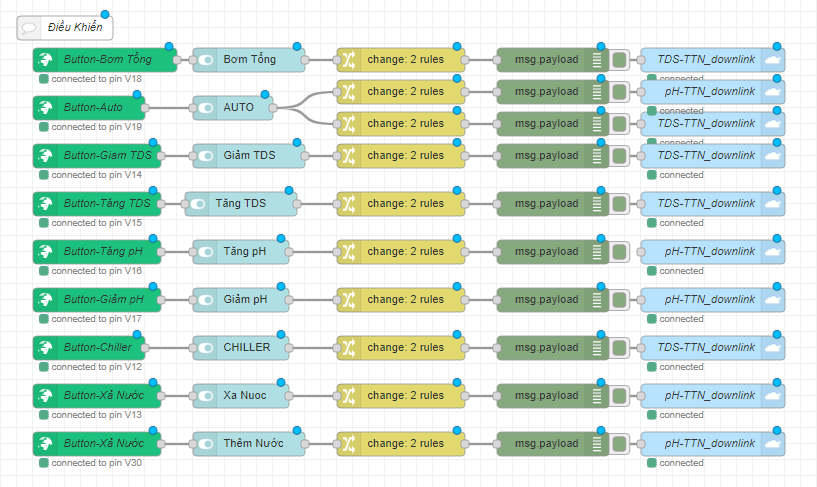 Điều Khiển
Button-Bơm Tổng Bơm Tổng change: 2 rules msg.payload TDS-TTN_downlink
connected to pin V18 connected
change: 2 rules msg.payload pH-TTN_downlink
Button-Auto AUTO connected
connected to pin V19 change: 2 rules msg.payload TDS-TTN_downlink
connected
Button-Giam TDS Giảm TDS change: 2 rules msg.payload TDS-TTN_downlink
connected to pin V14 connected
Button-Tăng TDS Tăng TDS change: 2 rules msg.payload TDS-TTN_downlink
connected to pin V15 connected
Button-Tăng pH Tăng pH change: 2 rules msg.payload pH-TTN_downlink
connected to pin V16 connected
Button-Giảm pH Giảm pH change: 2 rules msg.payload pH-TTN_downlink
connected to pin V17 connected
Button-Chiller CHILLER change: 2 rules msg.payload TDS-TTN_downlink
connected to pin V12 connected
Button-Xả Nước Xa Nuoc change: 2 rules msg.payload pH-TTN_downlink
connected to pin V13 connected
Button-Xả Nước Thêm Nước change: 2 rules msg.payload pH-TTN_downlink
connected to pin V30 connected